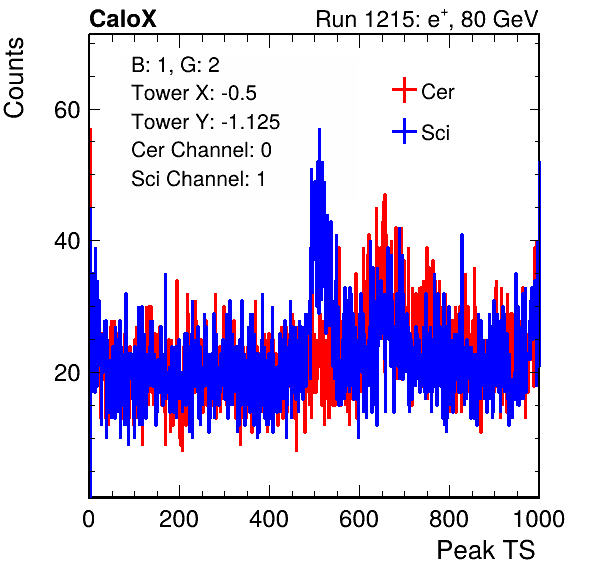 CaloX Run 1215: e⁺, 80 GeV
Counts
B: 1, G: 2
Tower X: -0.5
Tower Y: -1.125
Cer Channel: 0
Sci Channel: 1
Cer
Sci
60
40
20
0 200 400 600 800 1000
Peak TS